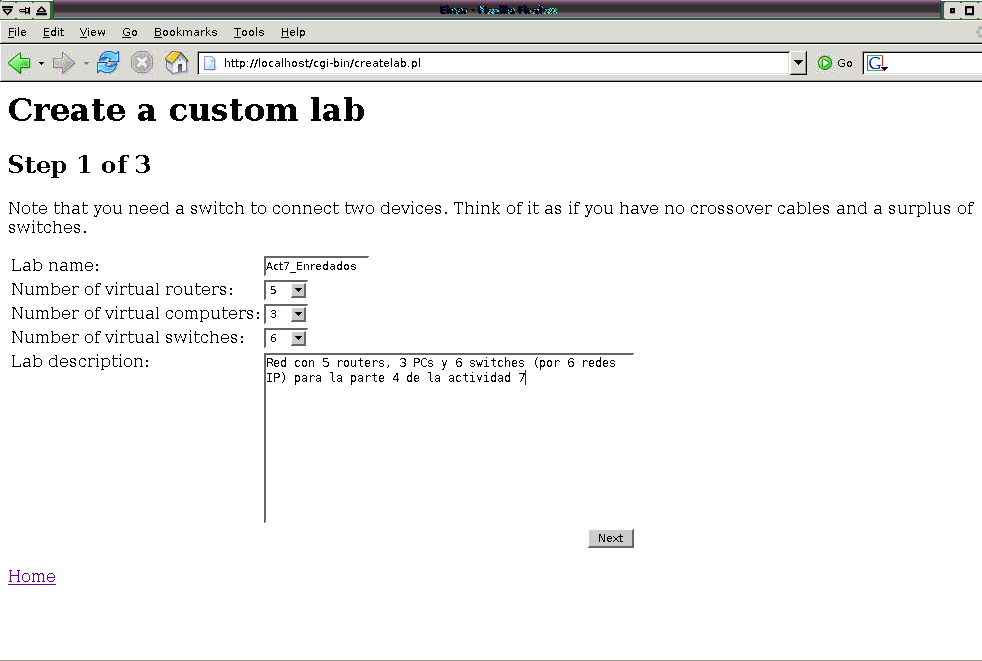 File Edit View Go Bookmarks Tools Help
http://localhost/cgi-bin/createlab.pl Go G
Create a custom lab
Step 1 of 3
Note that you need a switch to connect two devices. Think of it as if you have no crossover cables and a surplus of
switches.
Lab name: Act7_Enredados
Number of virtual routers: 5
Number of virtual computers: 3
Number of virtual switches: 6
Lab description: Red con 5 routers, 3 PCs y 6 switches (por 6 redes
IP) para la parte 4 de la actividad 7
Next
Home